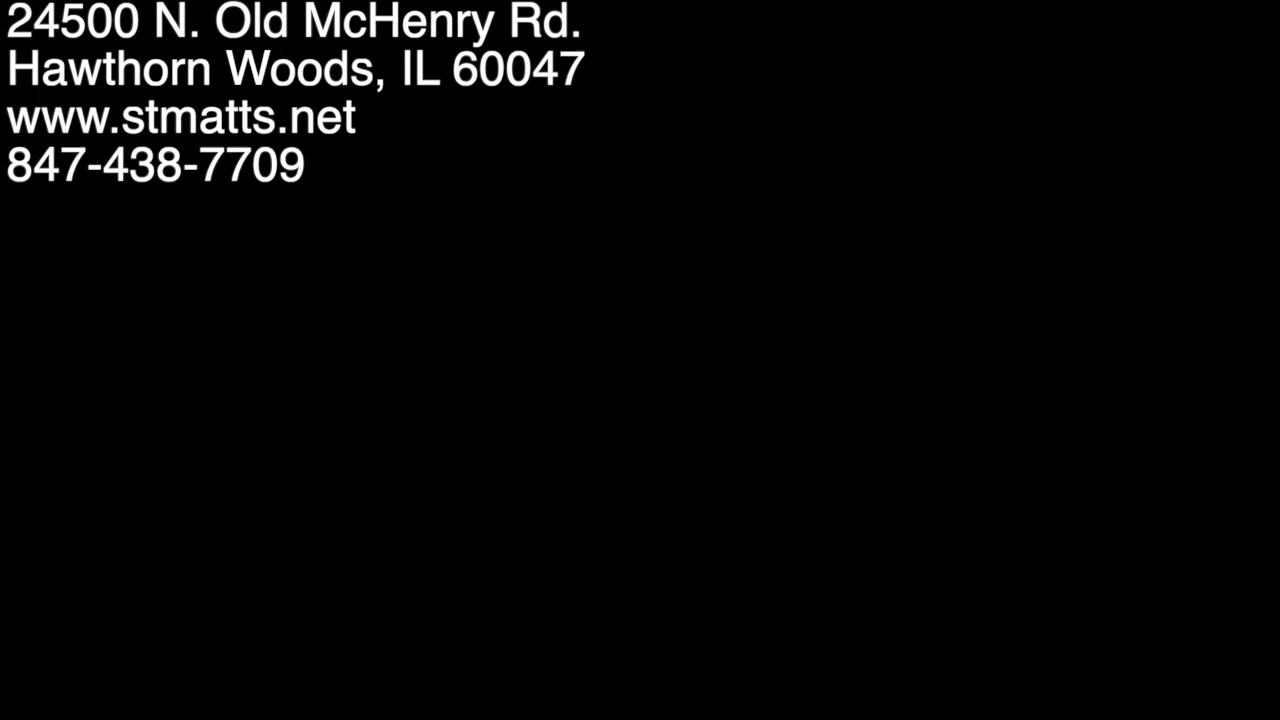 24500 N. Old McHenry Rd.
Hawthorn Woods, IL 60047
www.stmatts.net
847-438-7709